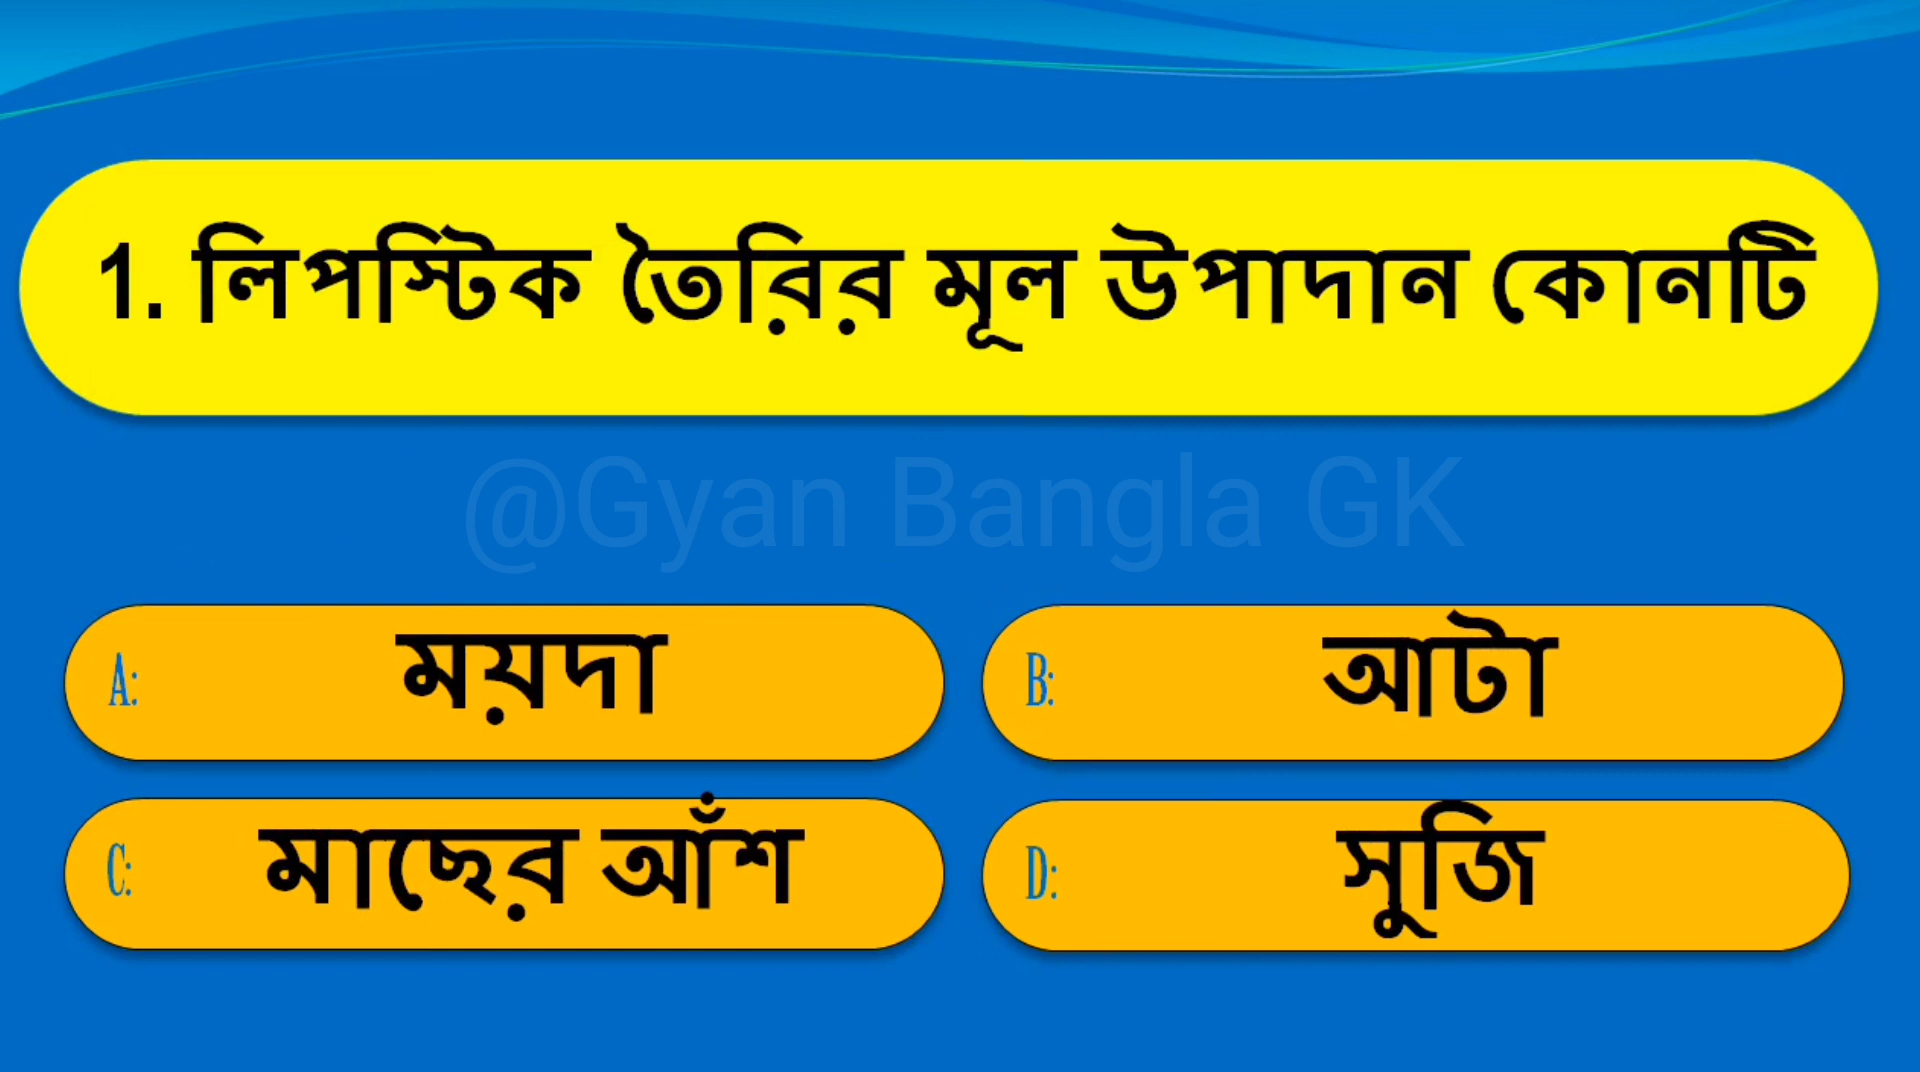 1. লিপস্টিক তৈরির মূল উপাদান কোনটি
@Gyan Bangla GK
A: ময়দা
B: আটা
C: মাছের আঁশ
D: সুজি